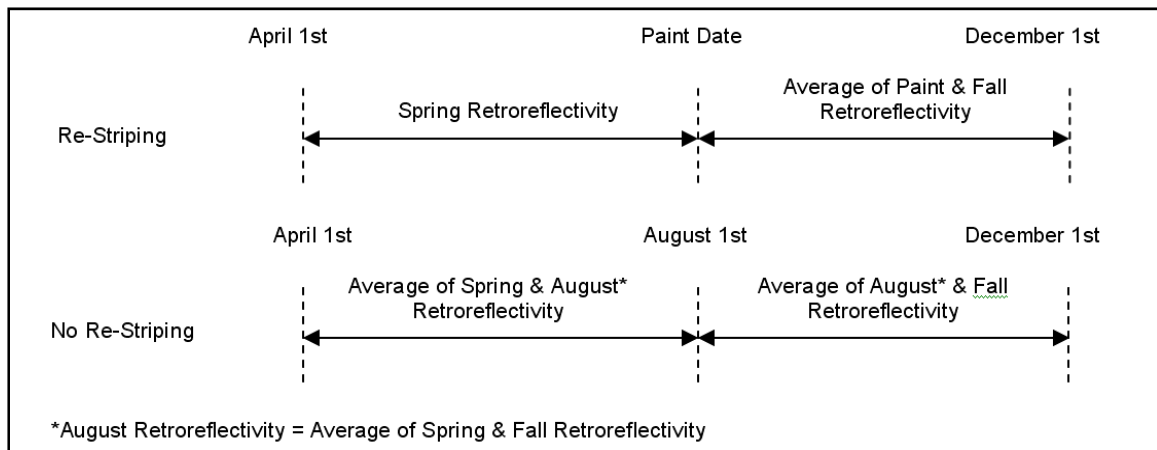 April 1st Paint Date December 1st
Average of Paint & Fall
Spring Retroreflectivity Retroreflectivity
Re-Striping
April 1st August 1st December 1st
Average of Spring & August* Average of August* & Fall
Retroreflectivity Retroreflectivity
No Re-Striping
*August Retroreflectivity = Average of Spring & Fall Retroreflectivity